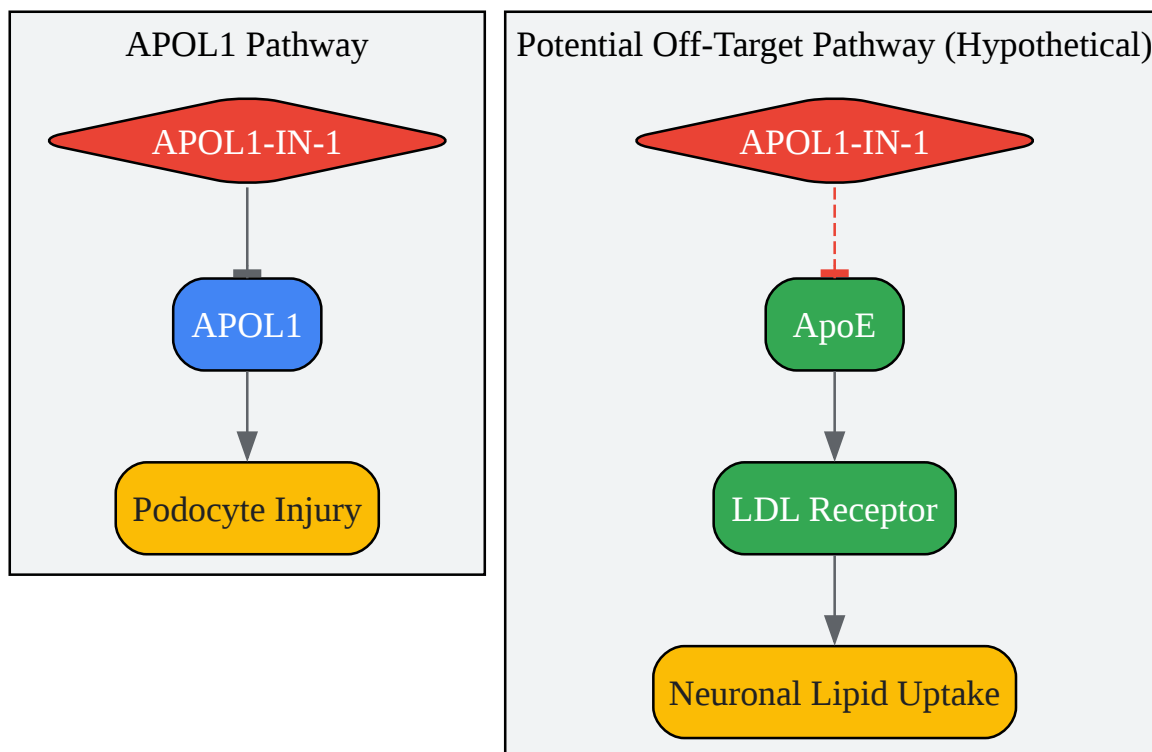 APOL1 Pathway
APOL1-IN-1
APOL1
Podocyte Injury
Potential Off-Target Pathway (Hypothetical)
APOL1-IN-1
ApoE
LDL Receptor
Neuronal Lipid Uptake